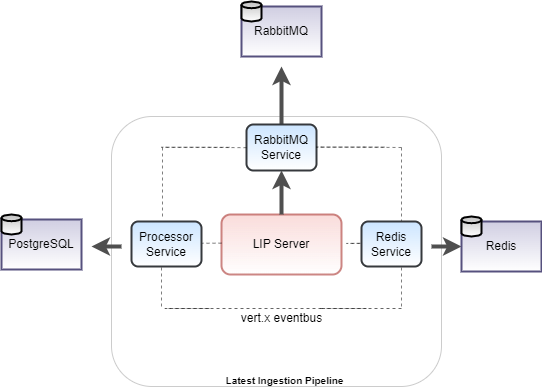 RabbitMQ
RabbitMQ
Service
PostgreSQL
Processor
Service
LIP Server
Redis
Service
Redis
vert.x eventbus
Latest Ingestion Pipeline